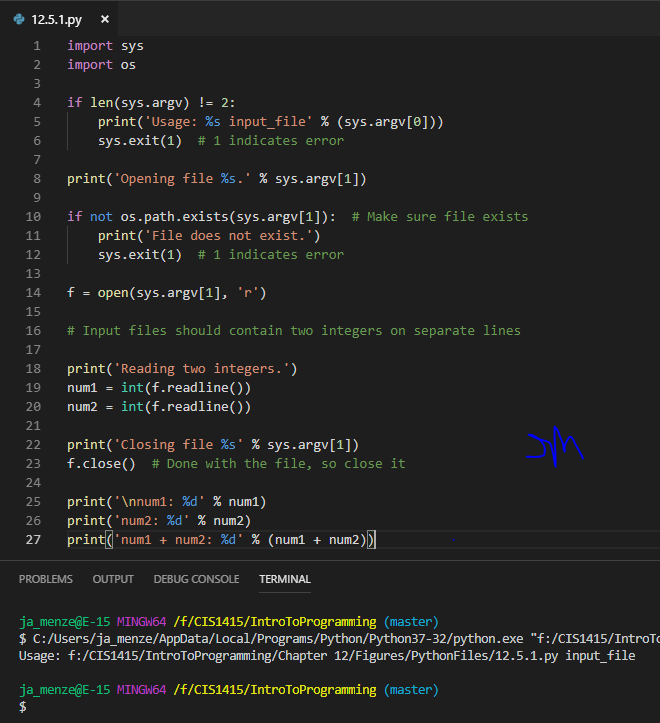 12.5.1.py ×
1 import sys
2 import os
3
4 if len(sys.argv) != 2:
5     print('Usage: %s input_file' % (sys.argv[0]))
6     sys.exit(1)  # 1 indicates error
7
8 print('Opening file %s.' % sys.argv[1])
9
10 if not os.path.exists(sys.argv[1]):  # Make sure file exists
11     print('File does not exist.')
12     sys.exit(1)  # 1 indicates error
13
14 f = open(sys.argv[1], 'r')
15
16 # Input files should contain two integers on separate lines
17
18 print('Reading two integers.')
19 num1 = int(f.readline())
20 num2 = int(f.readline())
21
22 print('Closing file %s' % sys.argv[1])
23 f.close()  # Done with the file, so close it
24
25 print('\nnum1: %d' % num1)
26 print('num2: %d' % num2)
27 print('num1 + num2: %d' % (num1 + num2))
PROBLEMS OUTPUT DEBUG CONSOLE TERMINAL
ja_menze@E-15 MINGW64 /f/CIS1415/IntroToProgramming (master)
$ C:/Users/ja_menze/AppData/Local/Programs/Python/Python37-32/python.exe "f:/CIS1415/IntroTo
Usage: f:/CIS1415/IntroToProgramming/Chapter 12/Figures/PythonFiles/12.5.1.py input_file
ja_menze@E-15 MINGW64 /f/CIS1415/IntroToProgramming (master)
$